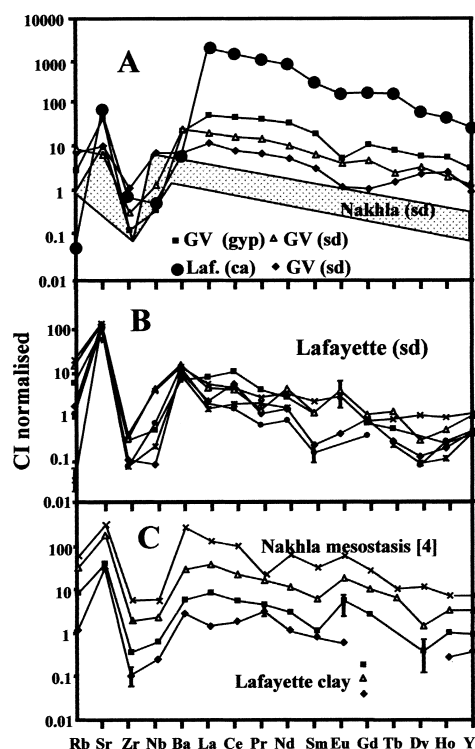 10000
A
1000
100
10
1
Nakhla (sd)
GV (gyp) GV (sd)
0.1
Laf. (ca) GV (sd)
0.01
CI normalised
B
100
Lafayette (sd)
10
1
0.1
0.01
C
100
Nakhla mesostasis [4]
10
1
Lafayette clay
0.1
0.01
Rb Sr Zr Nb Ba La Ce Pr Nd Sm Eu Gd Tb Dy Ho Y